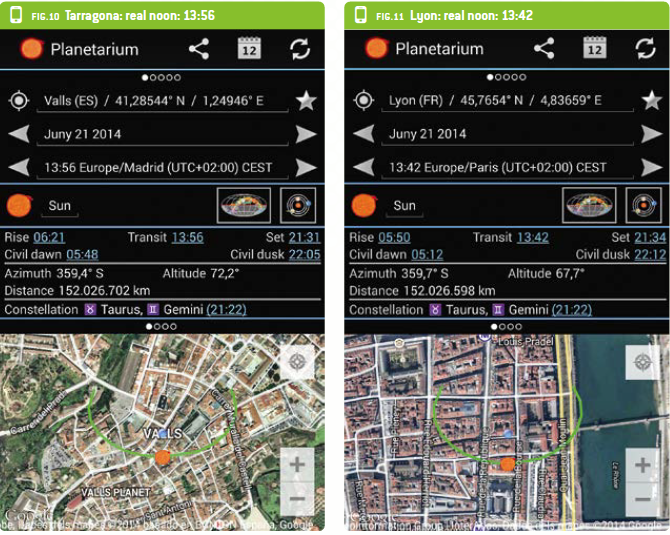 FIG.10 Tarragona: real noon: 13:56
Planetarium
12
Valls (ES) / 41,28544° N / 1,24946° E
Juny 21 2014
13:56 Europe/Madrid (UTC+02:00) CEST
Sun
Rise 06:21 Transit 13:56 Set 21:31
Civil dawn 05:48 Civil dusk 22:05
Azimuth 359,4° S Altitude 72,2°
Distance 152.026.702 km
Constellation ♉ Taurus, ♊ Gemini (21:22)
VALLS
VALLS PLANET
Sant Antoni
Google
FIG.11 Lyon: real noon: 13:42
Planetarium
12
Lyon (FR) / 45,7654° N / 4,83659° E
Juny 21 2014
13:42 Europe/Paris (UTC+02:00) CEST
Sun
Rise 05:50 Transit 13:42 Set 21:34
Civil dawn 05:12 Civil dusk 22:12
Azimuth 359,7° S Altitude 67,7°
Distance 152.026.598 km
Constellation ♉ Taurus, ♊ Gemini (21:22)
Louis Pradel
Le Rhône
©2014 Google